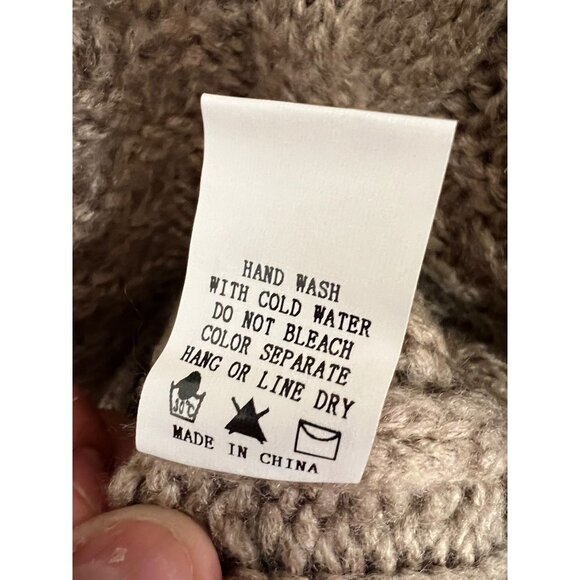 HAND WASH
WITH COLD WATER
DO NOT BLEACH
COLOR SEPARATE
HANG OR LINE DRY
30°C
MADE IN CHINA